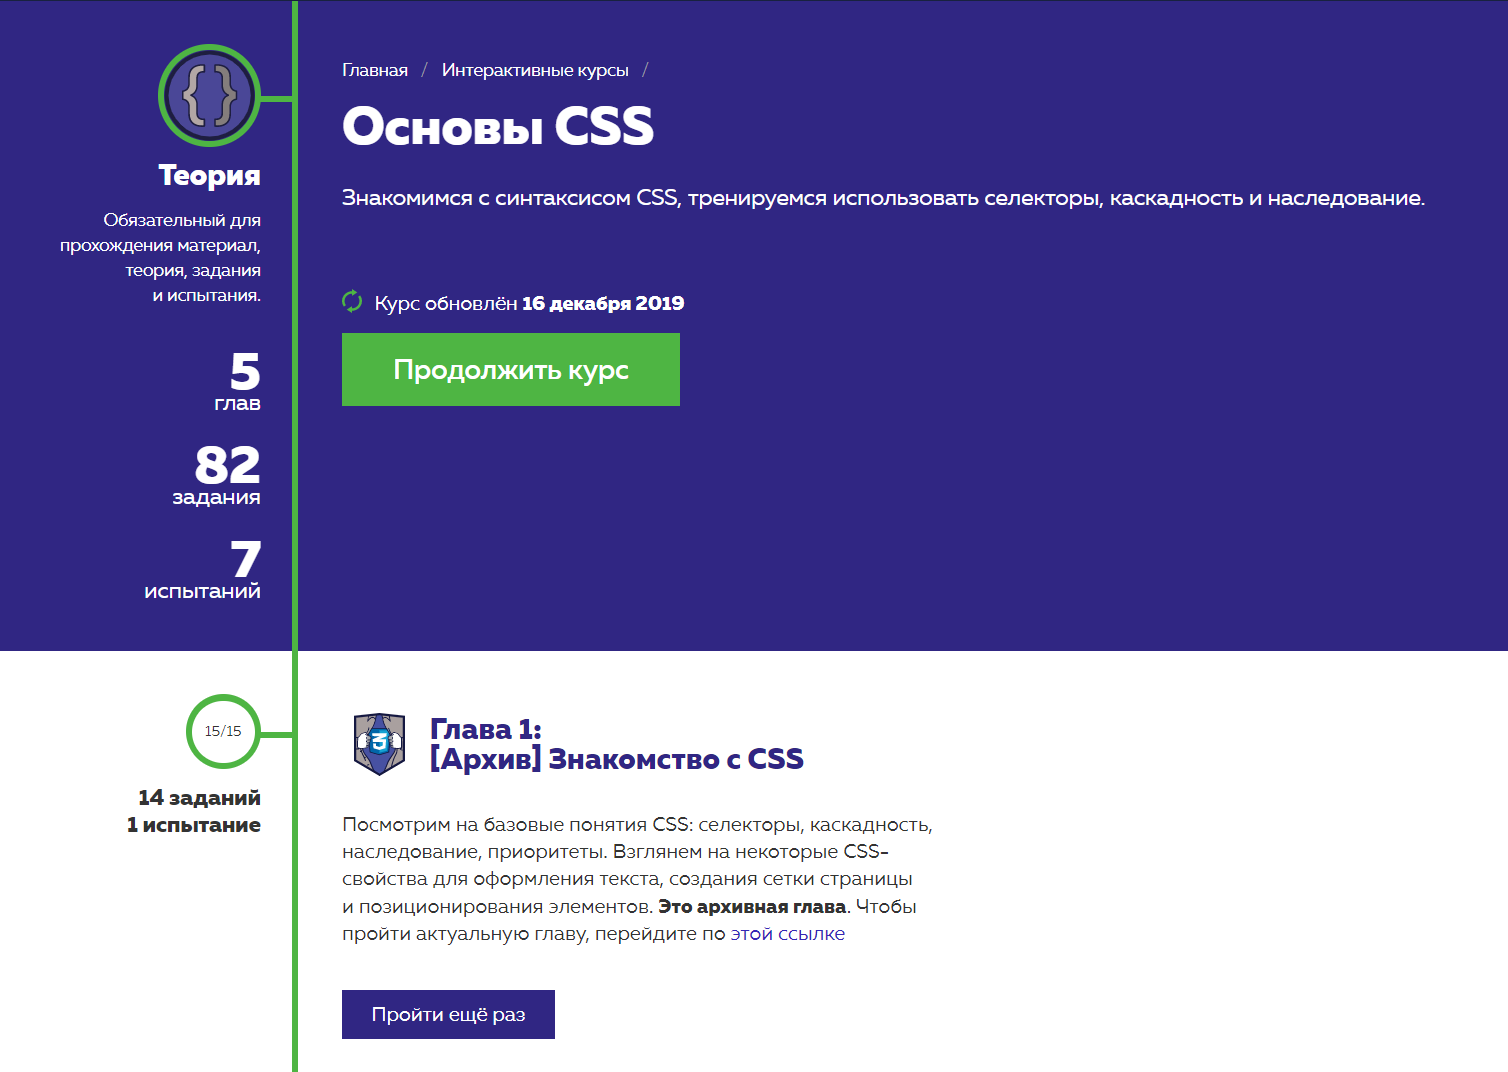 Главная / Интерактивные курсы /
Основы CSS
Знакомимся с синтаксисом CSS, тренируемся использовать селекторы, каскадность и наследование.
Курс обновлён 16 декабря 2019
Продолжить курс
{}
Теория
Обязательный для
прохождения материал,
теория, задания
и испытания.
5
глав
82
задания
7
испытаний
15/15
14 заданий
1 испытание
3
Глава 1:
[Архив] Знакомство с CSS
Посмотрим на базовые понятия CSS: селекторы, каскадность,
наследование, приоритеты. Взглянем на некоторые CSS-
свойства для оформления текста, создания сетки страницы
и позиционирования элементов. Это архивная глава. Чтобы
пройти актуальную главу, перейдите по этой ссылке
Пройти ещё раз